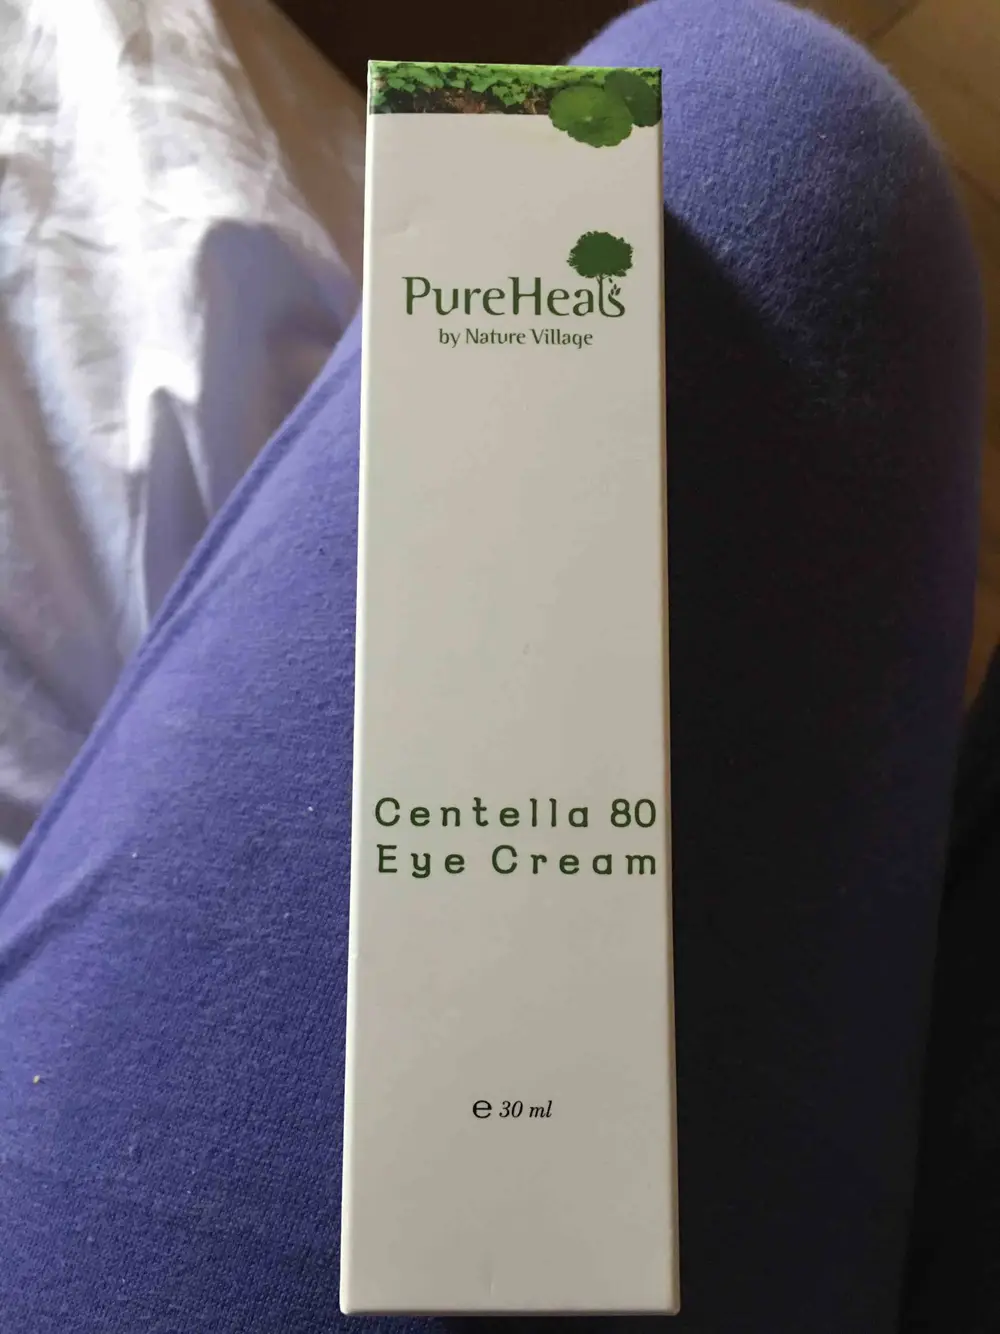 PureHeals
by Nature Village
Centella 80
Eye Cream
℮ 30 ml